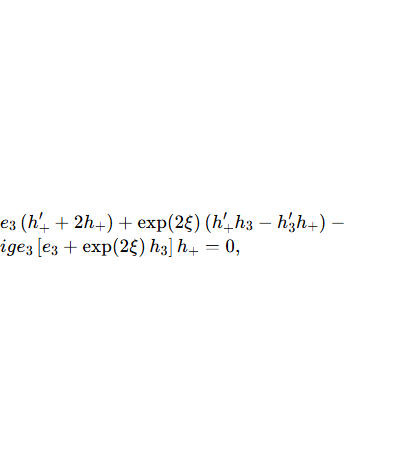 e₃ (h′₊ + 2h₊) + exp(2ξ) (h′₊h₃ − h′₃h₊) −
ige₃ [e₃ + exp(2ξ) h₃] h₊ = 0,